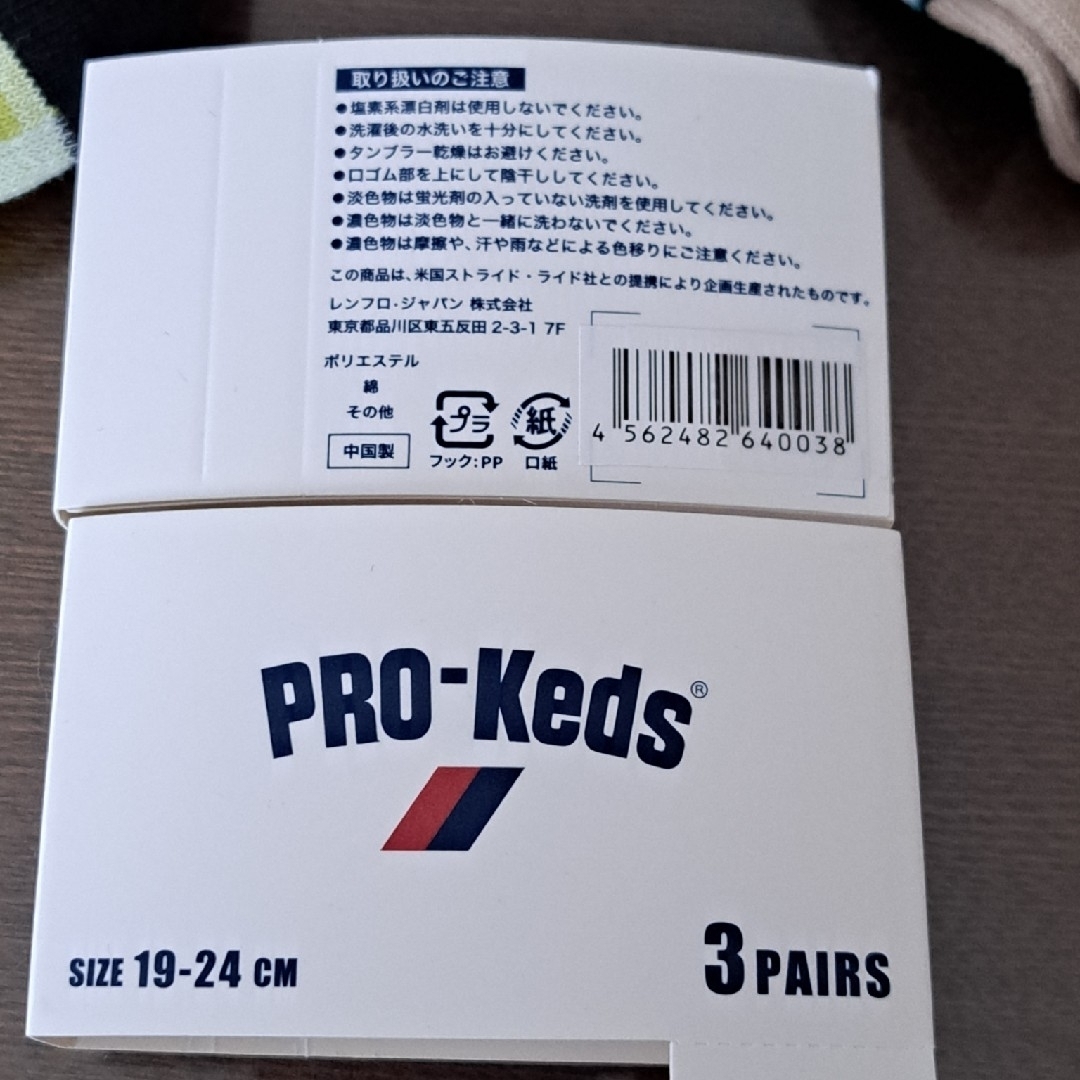 取り扱いのご注意
●塩素系漂白剤は使用しないでください。
●洗濯後の水洗いを十分にしてください。
●タンブラー乾燥はお避けください。
●口ゴム部を上にして陰干ししてください。
●淡色物は蛍光剤の入っていない洗剤を使用してください。
●濃色物は淡色物と一緒に洗わないでください。
●濃色物は摩擦や、汗や雨などによる色移りにご注意ください。
この商品は、米国ストライド・ライド社との提携により企画生産されたものです。
レンフロ・ジャパン 株式会社
東京都品川区東五反田 2-3-1 7F
ポリエステル
綿
その他
中国製
プラ
フック:PP
紙
口紙
4 562482 640038
PRO-Keds®
SIZE 19-24 CM
3 PAIRS